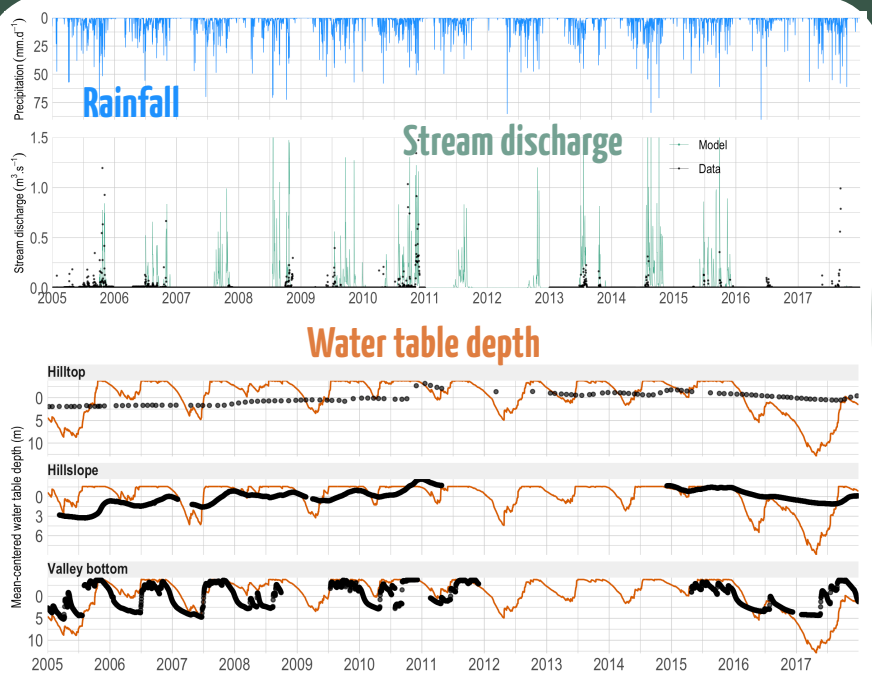 Precipitation (mm.d⁻¹)
0
25
50
75
Rainfall
Stream discharge
Stream discharge (m³.s⁻¹)
1.5
1.0
0.5
0.0
Model
Data
2005 2006 2007 2008 2009 2010 2011 2012 2013 2014 2015 2016 2017
Water table depth
Mean-centered water table depth (m)
Hilltop
0
5
10
Hillslope
0
3
6
Valley bottom
0
5
10
2005 2006 2007 2008 2009 2010 2011 2012 2013 2014 2015 2016 2017